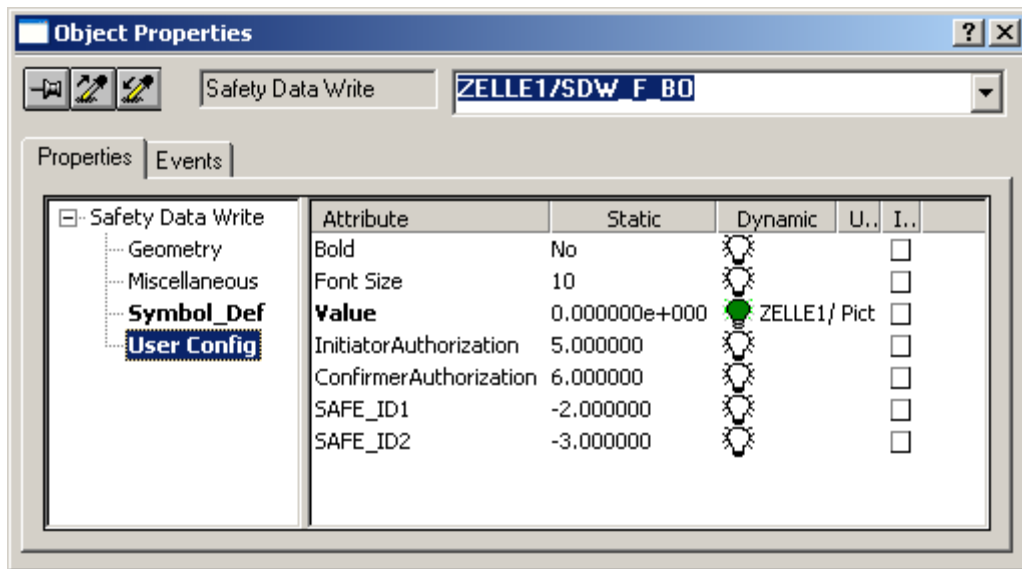 Object Properties
Safety Data Write ZELLE1/SDW_F_BO
Properties Events
Safety Data Write
Geometry
Miscellaneous
Symbol_Def
User Config
Attribute Static Dynamic U.. I..
Bold No
Font Size 10
Value 0.000000e+000 ZELLE1/ Pict
InitiatorAuthorization 5.000000
ConfirmerAuthorization 6.000000
SAFE_ID1 -2.000000
SAFE_ID2 -3.000000